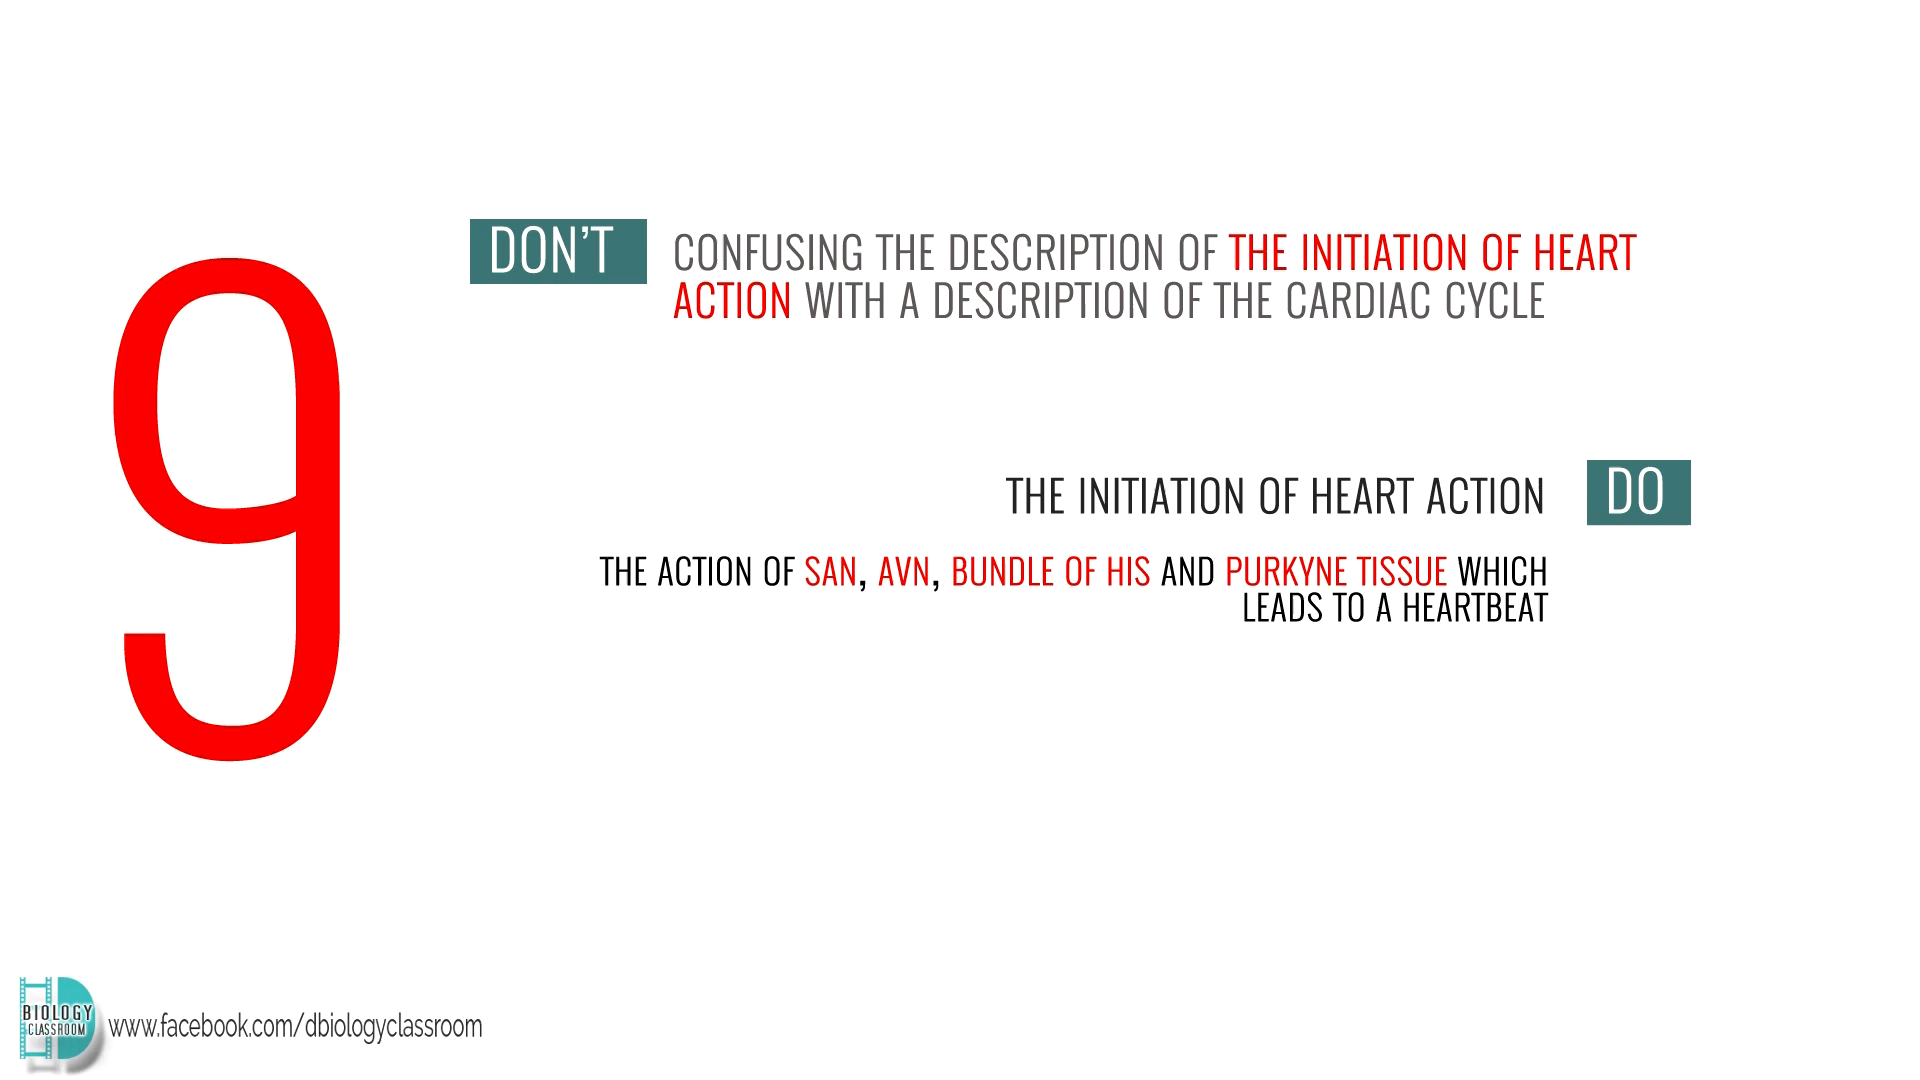 9
DON'T
CONFUSING THE DESCRIPTION OF THE INITIATION OF HEART
ACTION WITH A DESCRIPTION OF THE CARDIAC CYCLE
THE INITIATION OF HEART ACTION
DO
THE ACTION OF SAN, AVN, BUNDLE OF HIS AND PURKYNE TISSUE WHICH
LEADS TO A HEARTBEAT
BIOLOGY
CLASSROOM
www.facebook.com/dbiologyclassroom